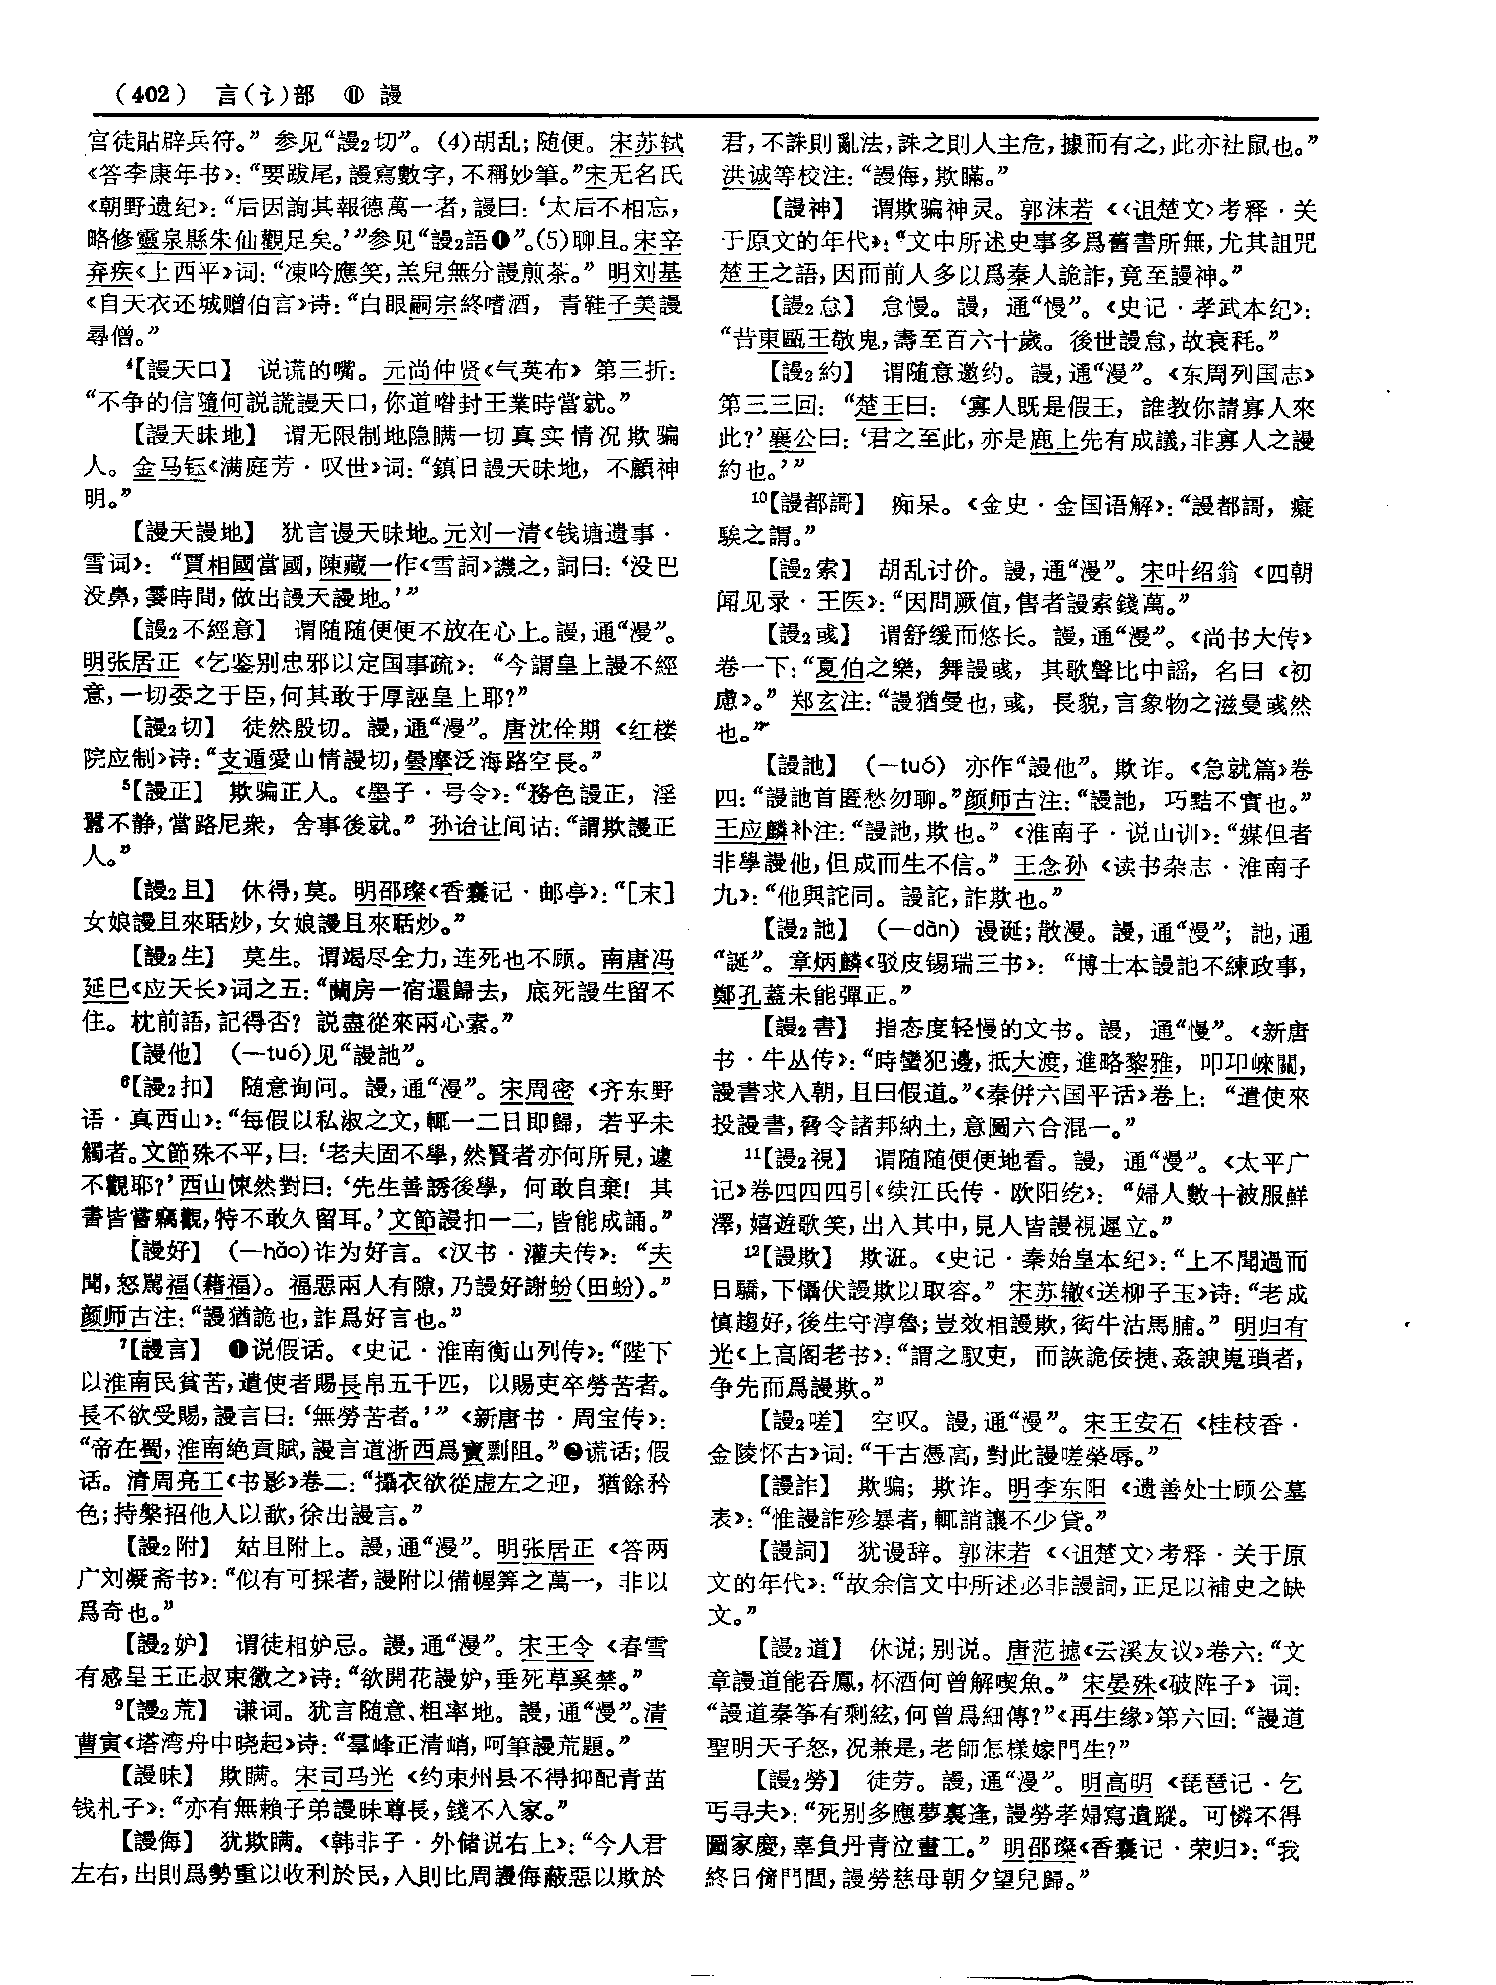 (402) 言(讠)部 ⑪ 謾
宫徒貼辟兵符。” 参见“謾₂切”。(4)胡乱;随便。宋苏轼
《答李康年书》:“要跋尾,謾寫數字,不稱妙筆。”宋无名氏
《朝野遗纪》:“后因詢其報德萬一者,謾曰:‘太后不相忘,
略修靈泉縣朱仙觀足矣。’”参见“謾₂語❶”。(5)聊且。宋辛
弃疾《上西平》词:“凍吟應笑,羔兒無分謾煎茶。” 明刘基
《自天衣还城赠伯言》诗:“白眼嗣宗終嗜酒, 青鞋子美謾
尋僧。”
⁴【謾天口】 说谎的嘴。元尚仲贤《气英布》第三折:
“不争的信隨何説謊謾天口,你道喒封王業時當就。”
【謾天昧地】 谓无限制地隐瞒一切真实情况欺骗
人。金马钰《满庭芳·叹世》词:“鎮日謾天昧地, 不顧神
明。”
【謾天謾地】 犹言谩天昧地。元刘一清《钱塘遗事·
雪词》: “賈相國當國,陳藏一作《雪詞》譏之,詞曰:‘没巴
没鼻,霎時間,做出謾天謾地。’”
【謾₂不經意】 谓随随便便不放在心上。謾,通“漫”。
明张居正《乞鉴别忠邪以定国事疏》: “今謂皇上謾不經
意,一切委之于臣,何其敢于厚誣皇上耶?”
【謾₂切】 徒然殷切。謾,通“漫”。唐沈佺期《红楼
院应制》诗:“支遁愛山情謾切,曇摩泛海路空長。”
⁵【謾正】 欺骗正人。《墨子·号令》:“務色謾正, 淫
囂不静,當路尼衆, 舍事後就。” 孙诒让间诂:“謂欺謾正
人。”
【謾₂且】 休得,莫。明邵璨《香囊记·邮亭》:“[末]
女娘謾且來聒炒,女娘謾且來聒炒。”
【謾₂生】 莫生。谓竭尽全力,连死也不顾。南唐冯
延巳《应天长》词之五:“蘭房一宿還歸去, 底死謾生留不
住。枕前語,記得否? 説盡從來兩心素。”
【謾他】 (—tuó)见“謾訑”。
⁶【謾₂扣】 随意询问。謾,通“漫”。宋周密《齐东野
语·真西山》:“每假以私淑之文,輒一二日即歸, 若乎未
觸者。文節殊不平,曰:‘老夫固不學,然賢者亦何所見,遽
不觀耶?’西山悚然對曰:‘先生善誘後學, 何敢自棄! 其
書皆嘗竊觀,特不敢久留耳。’文節謾扣一二,皆能成誦。”
【謾好】 (—hǎo)诈为好言。《汉书·灌夫传》: “夫
聞,怒罵福(藉福)。福惡兩人有隙,乃謾好謝蚡(田蚡)。”
颜师古注:“謾猶詭也,詐爲好言也。”
⁷【謾言】 ❶说假话。《史记·淮南衡山列传》:“陛下
以淮南民貧苦,遣使者賜長帛五千匹, 以賜吏卒勞苦者。
長不欲受賜,謾言曰:‘無勞苦者。’” 《新唐书·周宝传》:
“帝在蜀,淮南絶貢賦,謾言道浙西爲寶剽阻。”❷谎话;假
话。清周亮工《书影》卷二:“攝衣欲從虚左之迎, 猶餘矜
色;持槃招他人以歃,徐出謾言。”
【謾₂附】 姑且附上。謾,通“漫”。明张居正《答两
广刘凝斋书》:“似有可採者,謾附以備幄筭之萬一, 非以
爲奇也。”
【謾₂妒】 谓徒相妒忌。謾,通“漫”。宋王令《春雪
有感呈王正叔束徽之》诗:“欲開花謾妒,垂死草奚禁。”
⁹【謾₂荒】 谦词。犹言随意、粗率地。謾,通“漫”。清
曹寅《塔湾舟中晓起》诗:“羣峰正清峭,呵筆謾荒題。”
【謾昧】 欺瞒。宋司马光《约束州县不得抑配青苗
钱札子》:“亦有無賴子弟謾昧尊長,錢不入家。”
【謾侮】 犹欺瞒。《韩非子·外储说右上》:“今人君
左右,出則爲勢重以收利於民,入則比周謾侮蔽惡以欺於
君,不誅則亂法,誅之則人主危,據而有之,此亦社鼠也。”
洪诚等校注:“謾侮,欺瞞。”
【謾神】 谓欺骗神灵。郭沫若《〈诅楚文〉考释·关
于原文的年代》:“文中所述史事多爲舊書所無,尤其詛咒
楚王之語,因而前人多以爲秦人詭詐,竟至謾神。”
【謾₂怠】 怠慢。謾, 通“慢”。《史记·孝武本纪》:
“昔東甌王敬鬼,壽至百六十歲。後世謾怠,故衰秏。”
【謾₂約】 谓随意邀约。謾,通“漫”。《东周列国志》
第三三回: “楚王曰: ‘寡人既是假王, 誰教你請寡人來
此?’襄公曰:‘君之至此,亦是鹿上先有成議,非寡人之謾
約也。’”
¹⁰【謾都謌】 痴呆。《金史·金国语解》:“謾都謌, 癡
騃之謂。”
【謾₂索】 胡乱讨价。謾,通“漫”。宋叶绍翁《四朝
闻见录·王医》:“因問厥值,售者謾索錢萬。”
【謾₂彧】 谓舒缓而悠长。謾,通“漫”。《尚书大传》
卷一下:“夏伯之樂, 舞謾彧, 其歌聲比中謡, 名曰《初
慮》。” 郑玄注:“謾猶曼也,彧, 長貌,言象物之滋曼彧然
也。”
【謾訑】 (—tuó) 亦作“謾他”。欺诈。《急就篇》卷
四:“謾訑首匿愁勿聊。”颜师古注:“謾訑, 巧黠不實也。”
王应麟补注:“謾訑,欺也。” 《淮南子·说山训》:“媒但者
非學謾他,但成而生不信。” 王念孙《读书杂志·淮南子
九》:“他與詑同。謾詑,詐欺也。”
【謾₂訑】 (—dàn) 谩诞;散漫。謾,通“漫”; 訑,通
“誕”。章炳麟《驳皮锡瑞三书》: “博士本謾訑不練政事,
鄭孔蓋未能彈正。”
【謾₂書】 指态度轻慢的文书。謾, 通“慢”。《新唐
书·牛丛传》:“時蠻犯邊,抵大渡,進略黎雅, 叩邛崍關,
謾書求入朝,且曰假道。”《秦併六国平话》卷上: “遣使來
投謾書,脅令諸邦納土,意圖六合混一。”
¹¹【謾₂視】 谓随随便便地看。謾, 通“漫”。《太平广
记》卷四四四引《续江氏传·欧阳纥》: “婦人數十被服鮮
澤,嬉遊歌笑,出入其中,見人皆謾視遲立。”
¹²【謾欺】 欺诳。《史记·秦始皇本纪》:“上不聞過而
日驕,下懾伏謾欺以取容。” 宋苏辙《送柳子玉》诗:“老成
慎趨好,後生守淳魯;豈效相謾欺,衒牛沽馬脯。” 明归有
光《上高阁老书》:“謂之馭吏, 而詼詭佞捷、姦諛嵬瑣者,
争先而爲謾欺。”
【謾₂嗟】 空叹。謾,通“漫”。宋王安石《桂枝香·
金陵怀古》词:“千古憑高,對此謾嗟榮辱。”
【謾詐】 欺骗; 欺诈。明李东阳《遗善处士顾公墓
表》:“惟謾詐殄暴者,輒誚讓不少貸。”
【謾詞】 犹谩辞。郭沫若《〈诅楚文〉考释·关于原
文的年代》:“故余信文中所述必非謾詞,正足以補史之缺
文。”
【謾₂道】 休说;别说。唐范摅《云溪友议》卷六:“文
章謾道能吞鳳,杯酒何曾解喫魚。” 宋晏殊《破阵子》词:
“謾道秦筝有剩絃,何曾爲細傳?”《再生缘》第六回:“謾道
聖明天子怒,况兼是,老師怎樣嫁門生?”
【謾₂勞】 徒劳。謾,通“漫”。明高明《琵琶记·乞
丐寻夫》:“死别多應夢裏逢,謾勞孝婦寫遺蹤。可憐不得
圖家慶,辜負丹青泣畫工。” 明邵璨《香囊记·荣归》:“我
終日倚門閭,謾勞慈母朝夕望兒歸。”